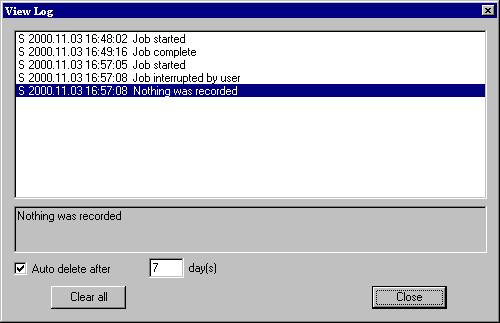 View Log
S 2000.11.03 16:48:02 Job started
S 2000.11.03 16:49:16 Job complete
S 2000.11.03 16:57:05 Job started
S 2000.11.03 16:57:08 Job interrupted by user
S 2000.11.03 16:57:08 Nothing was recorded
Nothing was recorded
Auto delete after 7 day(s)
Clear all Close